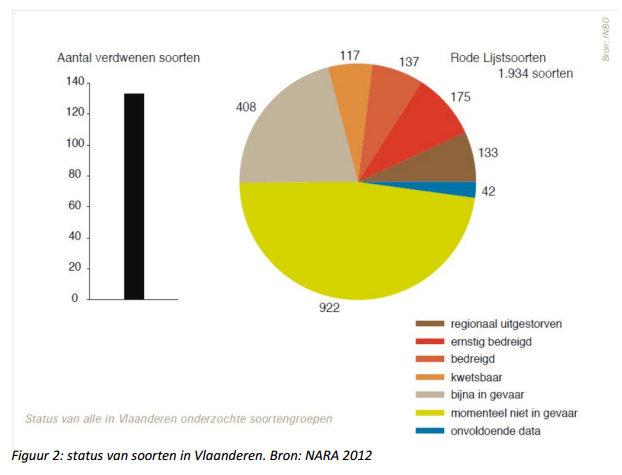 Bron: INBO
Aantal verdwenen soorten
140
120
100
80
60
40
20
0
Rode Lijstsoorten
1.934 soorten
117
137
175
133
42
922
408
regionaal uitgestorven
ernstig bedreigd
bedreigd
kwetsbaar
bijna in gevaar
momenteel niet in gevaar
onvoldoende data
Status van alle in Vlaanderen onderzochte soortengroepen
Figuur 2: status van soorten in Vlaanderen. Bron: NARA 2012